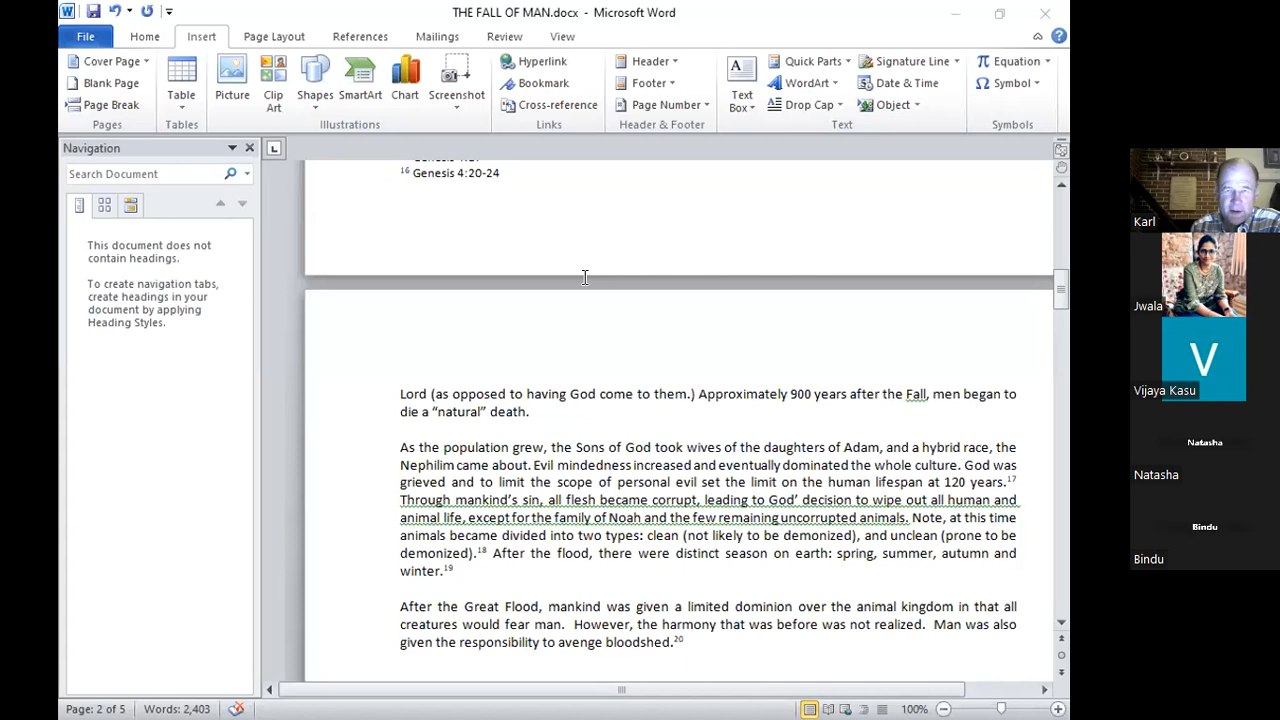 THE FALL OF MAN.docx - Microsoft Word
File Home Insert Page Layout References Mailings Review View
Cover Page
Blank Page
Page Break
Pages
Table
Tables
Picture
Clip Art
Shapes
SmartArt
Chart
Screenshot
Illustrations
Hyperlink
Bookmark
Cross-reference
Links
Header
Footer
Page Number
Header & Footer
Text Box
Quick Parts
WordArt
Drop Cap
Signature Line
Date & Time
Object
Text
Equation
Symbol
Symbols
Navigation
Search Document
This document does not
contain headings.
To create navigation tabs,
create headings in your
document by applying
Heading Styles.
16 Genesis 4:20-24
Lord (as opposed to having God come to them.) Approximately 900 years after the Fall, men began to
die a “natural” death.
As the population grew, the Sons of God took wives of the daughters of Adam, and a hybrid race, the
Nephilim came about. Evil mindedness increased and eventually dominated the whole culture. God was
grieved and to limit the scope of personal evil set the limit on the human lifespan at 120 years.17
Through mankind’s sin, all flesh became corrupt, leading to God’ decision to wipe out all human and
animal life, except for the family of Noah and the few remaining uncorrupted animals. Note, at this time
animals became divided into two types: clean (not likely to be demonized), and unclean (prone to be
demonized).18 After the flood, there were distinct season on earth: spring, summer, autumn and
winter.19
After the Great Flood, mankind was given a limited dominion over the animal kingdom in that all
creatures would fear man. However, the harmony that was before was not realized. Man was also
given the responsibility to avenge bloodshed.20
Page: 2 of 5 Words: 2,403 100%
Karl
Jwala
V
Vijaya Kasu
Natasha
Natasha
Bindu
Bindu